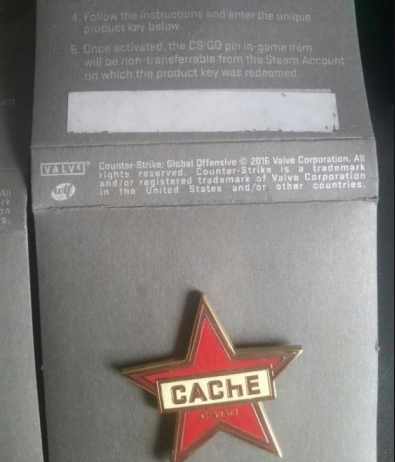 4. Follow the instructions and enter the unique
product key below.
5. Once activated, the CS:GO pin in-game item
will be non-transferrable from the Steam Account
on which the product key was redeemed.
VALVE
Counter-Strike: Global Offensive © 2016 Valve Corporation. All
rights reserved. Counter-Strike is a trademark
and/or registered trademark of Valve Corporation
in the United States and/or other countries.
CAChE